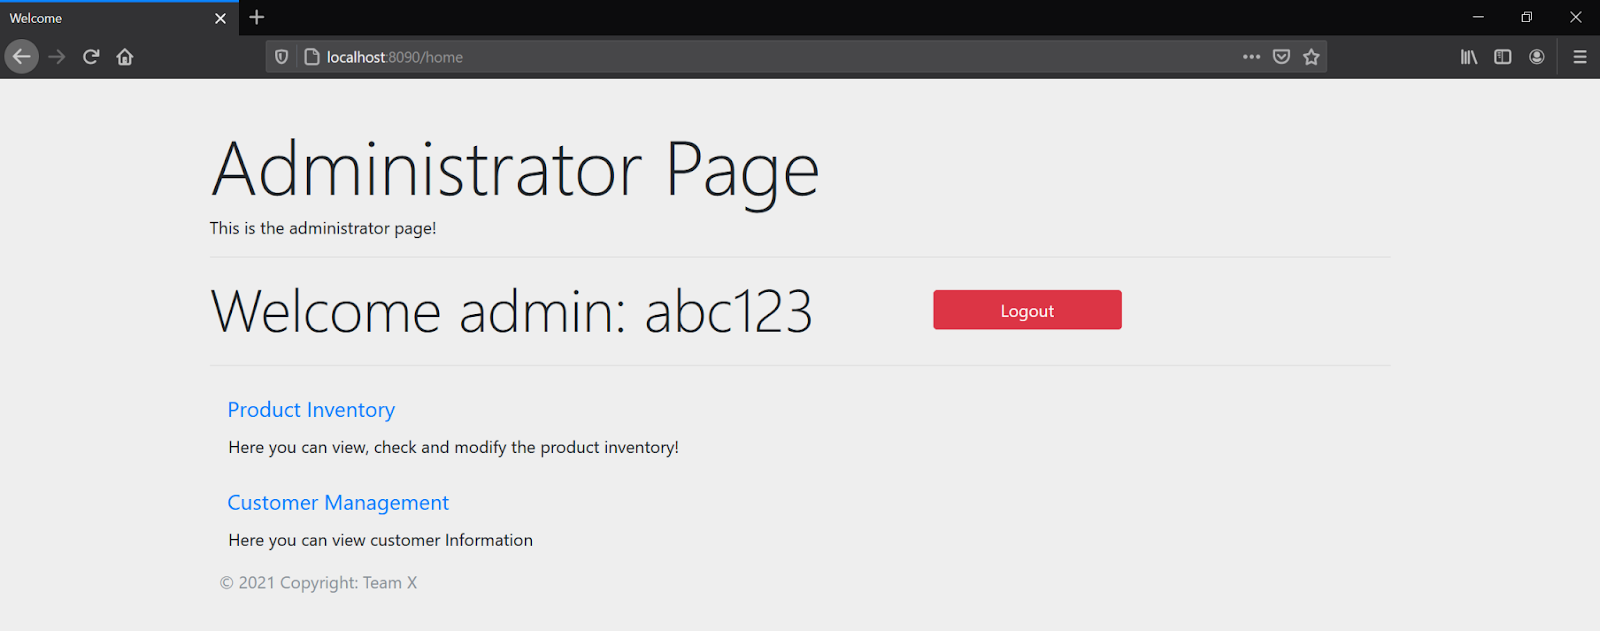 Welcome
localhost:8090/home
Administrator Page
This is the administrator page!
Welcome admin: abc123
Logout
Product Inventory
Here you can view, check and modify the product inventory!
Customer Management
Here you can view customer Information
© 2021 Copyright: Team X